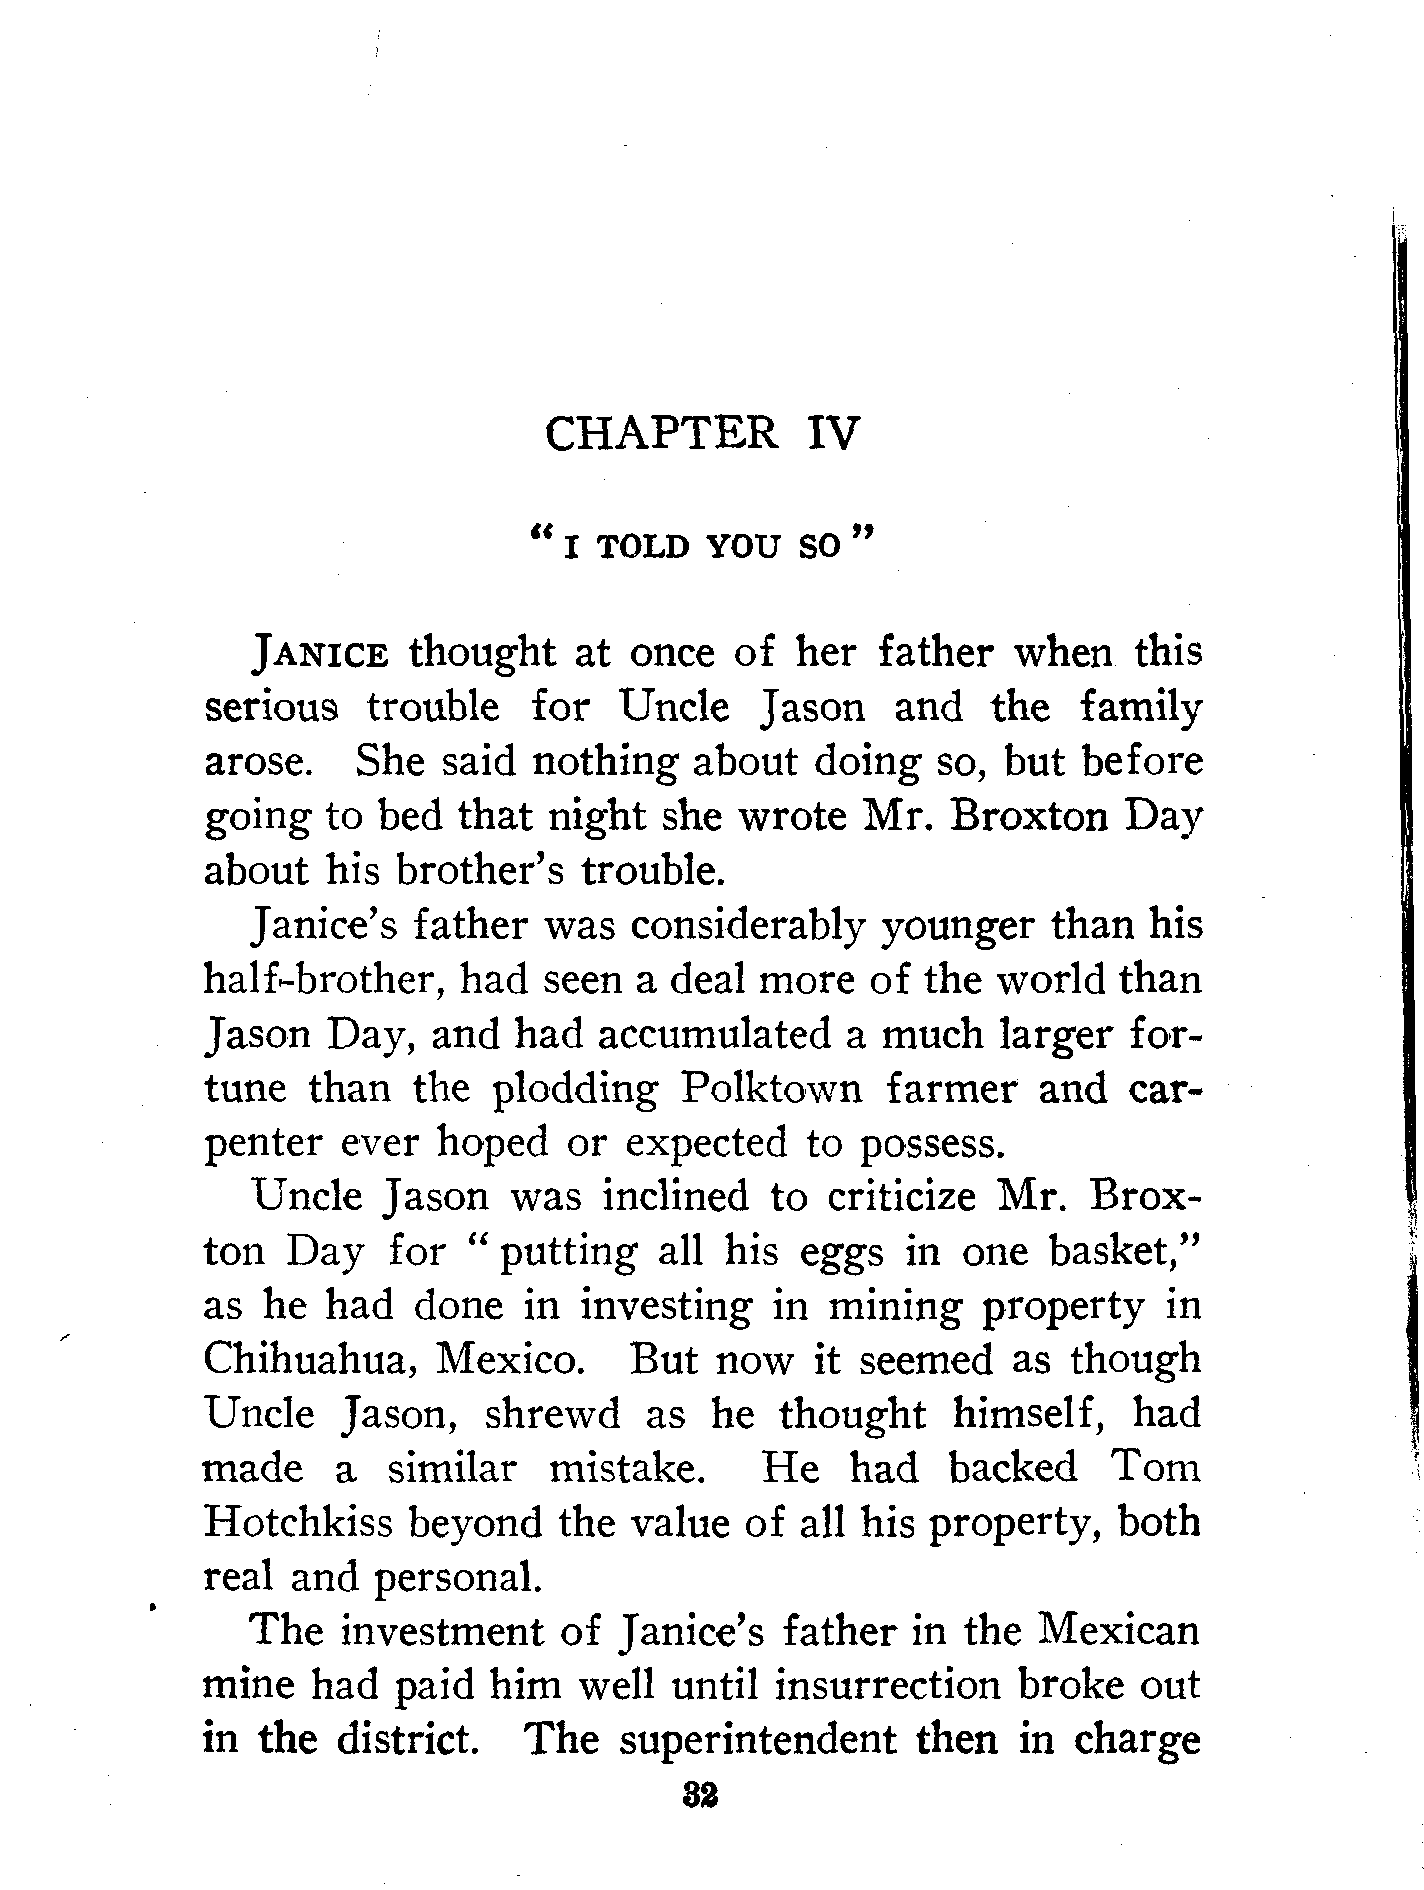 CHAPTER IV
“ I TOLD YOU SO ”
JANICE thought at once of her father when this
serious trouble for Uncle Jason and the family
arose. She said nothing about doing so, but before
going to bed that night she wrote Mr. Broxton Day
about his brother’s trouble.
Janice’s father was considerably younger than his
half-brother, had seen a deal more of the world than
Jason Day, and had accumulated a much larger for-
tune than the plodding Polktown farmer and car-
penter ever hoped or expected to possess.
Uncle Jason was inclined to criticize Mr. Brox-
ton Day for “ putting all his eggs in one basket,”
as he had done in investing in mining property in
Chihuahua, Mexico. But now it seemed as though
Uncle Jason, shrewd as he thought himself, had
made a similar mistake. He had backed Tom
Hotchkiss beyond the value of all his property, both
real and personal.
The investment of Janice’s father in the Mexican
mine had paid him well until insurrection broke out
in the district. The superintendent then in charge
32